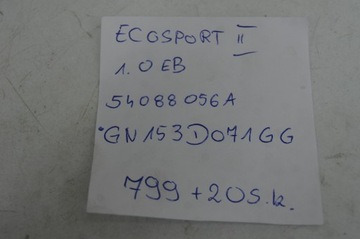 ECOSPORT II
1.0 EB
54088056A
GN153D071GG
799 +20S.k.